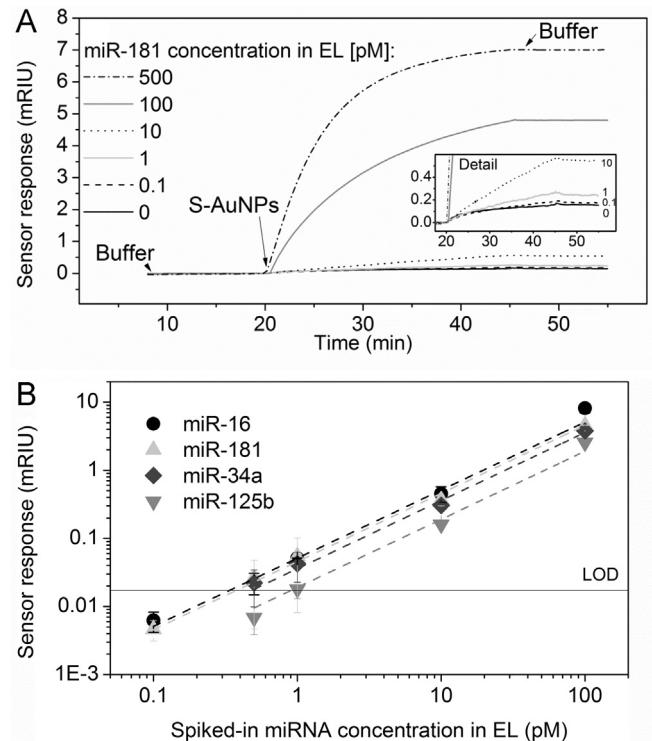 A
miR-181 concentration in EL [pM]:
500
100
10
1
0.1
0
Buffer
S-AuNPs
Buffer
Sensor response (mRIU)
8
7
6
5
4
3
2
1
0
10 20 30 40 50
Time (min)
Detail
0.4
0.2
0.0
20 30 40 50
10
1
0.1
0
B
miR-16
miR-181
miR-34a
miR-125b
LOD
Sensor response (mRIU)
10
1
0.1
0.01
1E-3
0.1 1 10 100
Spiked-in miRNA concentration in EL (pM)